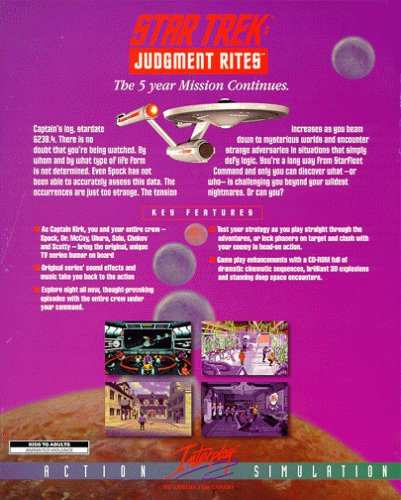 STAR TREK:
JUDGMENT RITES™
The 5 year Mission Continues.
Captain's log, stardate
6238.4. There is no
doubt that you're being watched. By
whom and by what type of life form
is not determined. Even Spock has not
been able to accurately assess this data. The
occurrences are just too strange. The tension
increases as you beam
down to mysterious worlds and encounter
strange adversaries in situations that simply
defy logic. You're a long way from Starfleet
Command and only you can discover what —or
who— is challenging you beyond your wildest
nightmares. Or can you?
KEY FEATURES
As Captain Kirk, you and your entire crew –
Spock, Dr. McCoy, Uhura, Sulu, Chekov
and Scotty – bring the original, unique
TV series humor on board
Original series' sound effects and
music take you back to the action
Explore eight all new, thought-provoking
episodes with the entire crew under
your command.
Test your strategy as you play straight through the
adventures, or lock phasers on target and clash with
your enemy in head-on action.
Game play enhancements with a CD-ROM full of
dramatic cinematic sequences, brilliant 3D explosions
and stunning deep space encounters.
KIDS TO ADULTS
ANIMATED VIOLENCE
Interplay
BY GAMERS. FOR GAMERS.
ACTION SIMULATION